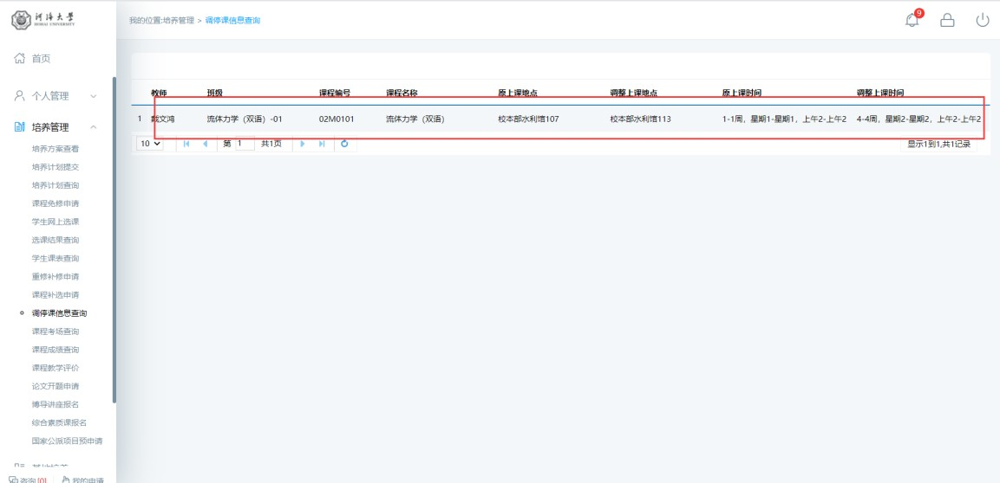 河海大学
HOHAI UNIVERSITY
我的位置:培养管理 > 调停课信息查询
9
首页
个人管理
培养管理
培养方案查看
培养计划提交
培养计划查询
课程免修申请
学生网上选课
选课结果查询
学生课表查询
重修补修申请
课程补选申请
调停课信息查询
课程考场查询
课程成绩查询
课程教学评价
论文开题申请
博导讲座报名
综合素质课报名
国家公派项目预申请
咨询(0) 我的申请
教师 班级 课程编号 课程名称 原上课地点 调整上课地点 原上课时间 调整上课时间
1 戴文鸿 流体力学（双语）-01 02M0101 流体力学（双语） 校本部水利馆107 校本部水利馆113 1-1周，星期1-星期1，上午2-上午2 4-4周，星期2-星期2，上午2-上午2
10 第 1 共1页 显示1到1,共1记录